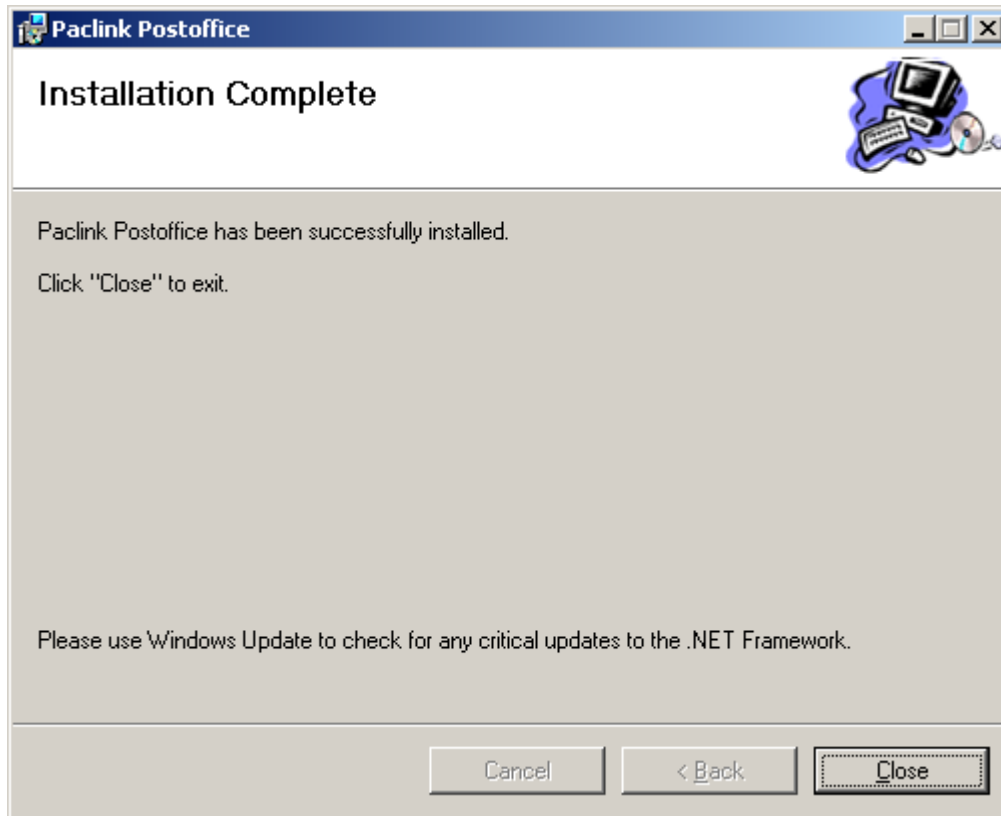 Paclink Postoffice
Installation Complete
Paclink Postoffice has been successfully installed.
Click "Close" to exit.
Please use Windows Update to check for any critical updates to the .NET Framework.
Cancel
< Back
Close